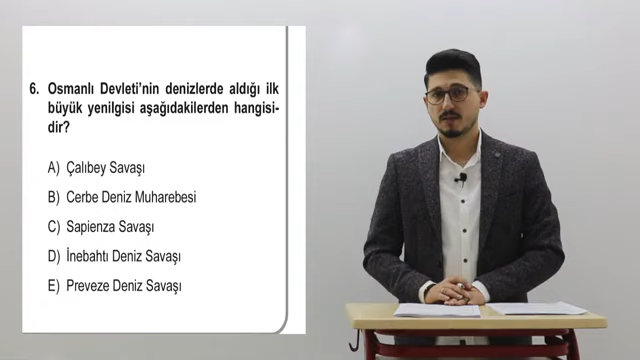 6. Osmanlı Devleti'nin denizlerde aldığı ilk
büyük yenilgisi aşağıdakilerden hangisi-
dir?
A) Çalıbey Savaşı
B) Cerbe Deniz Muharebesi
C) Sapienza Savaşı
D) İnebahtı Deniz Savaşı
E) Preveze Deniz Savaşı